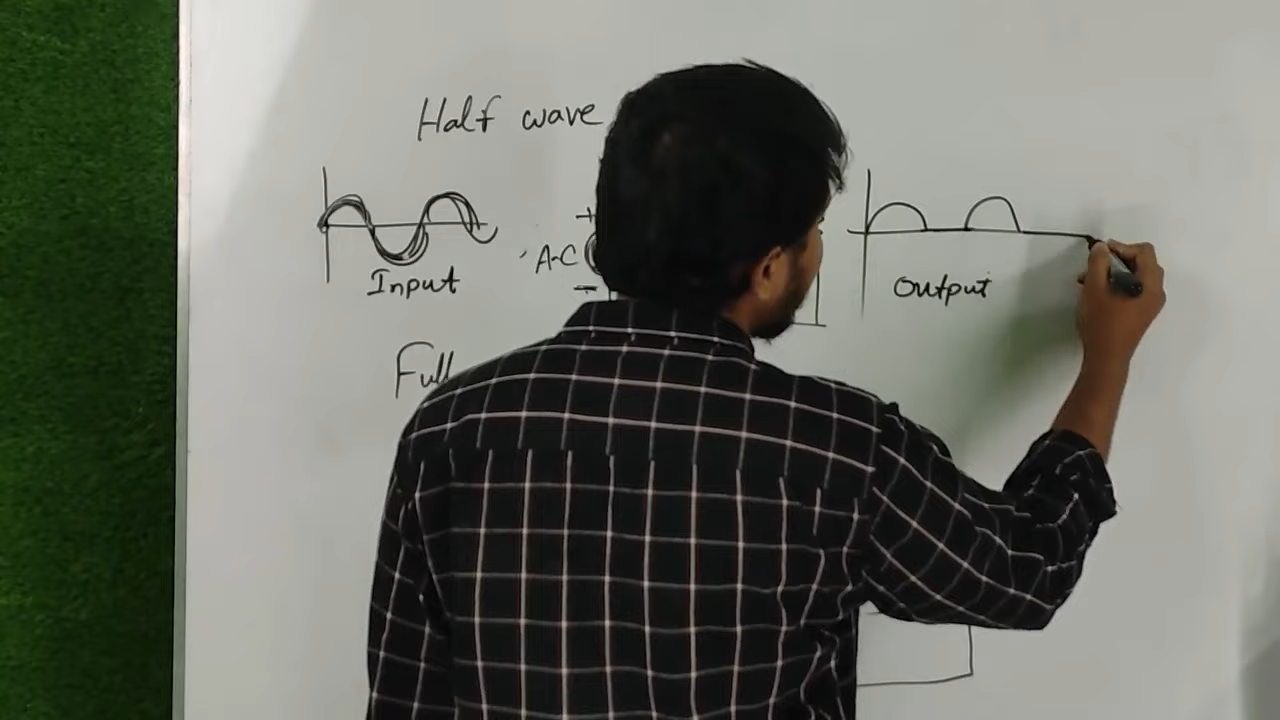 Half wave
+
A-C
-
Input
Output
Full